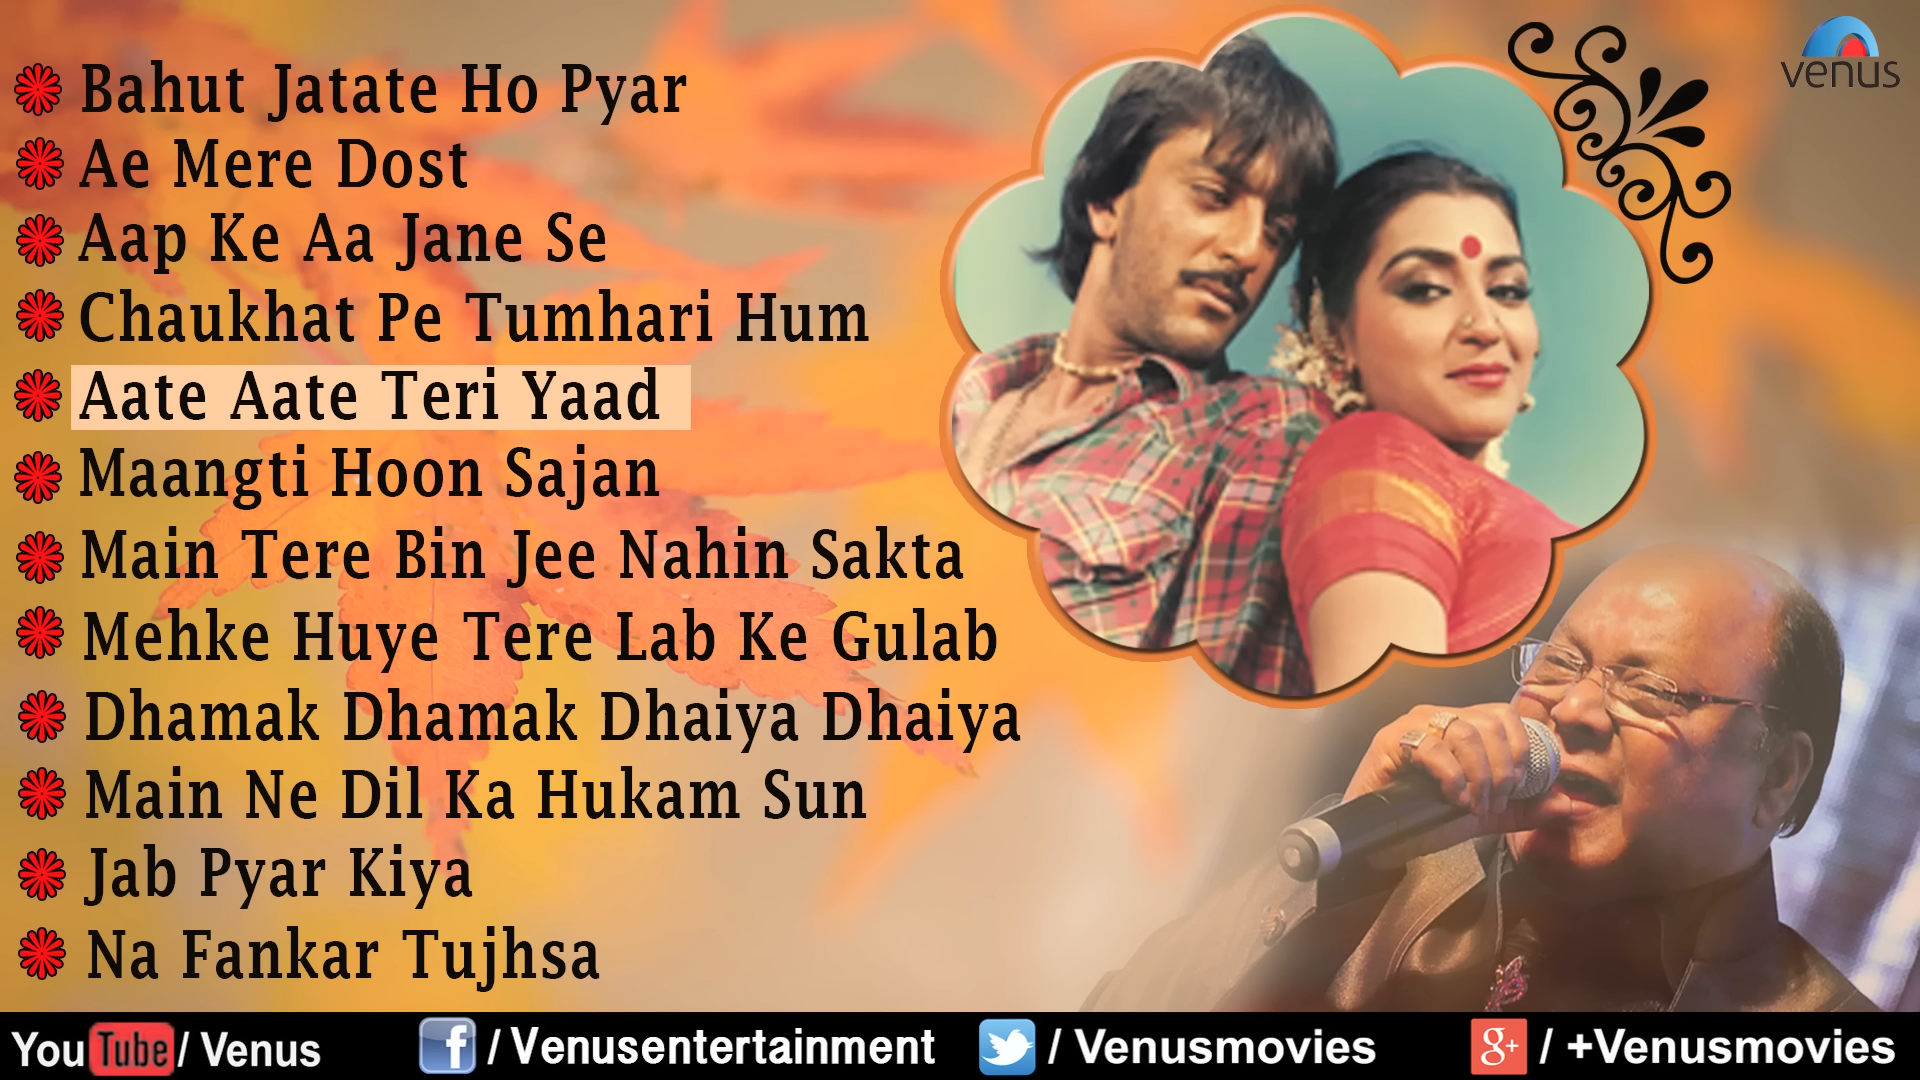 venus
Bahut Jatate Ho Pyar
Ae Mere Dost
Aap Ke Aa Jane Se
Chaukhat Pe Tumhari Hum
Aate Aate Teri Yaad
Maangti Hoon Sajan
Main Tere Bin Jee Nahin Sakta
Mehke Huye Tere Lab Ke Gulab
Dhamak Dhamak Dhaiya Dhaiya
Main Ne Dil Ka Hukam Sun
Jab Pyar Kiya
Na Fankar Tujhsa
YouTube / Venus f / Venusentertainment / Venusmovies g+ / +Venusmovies